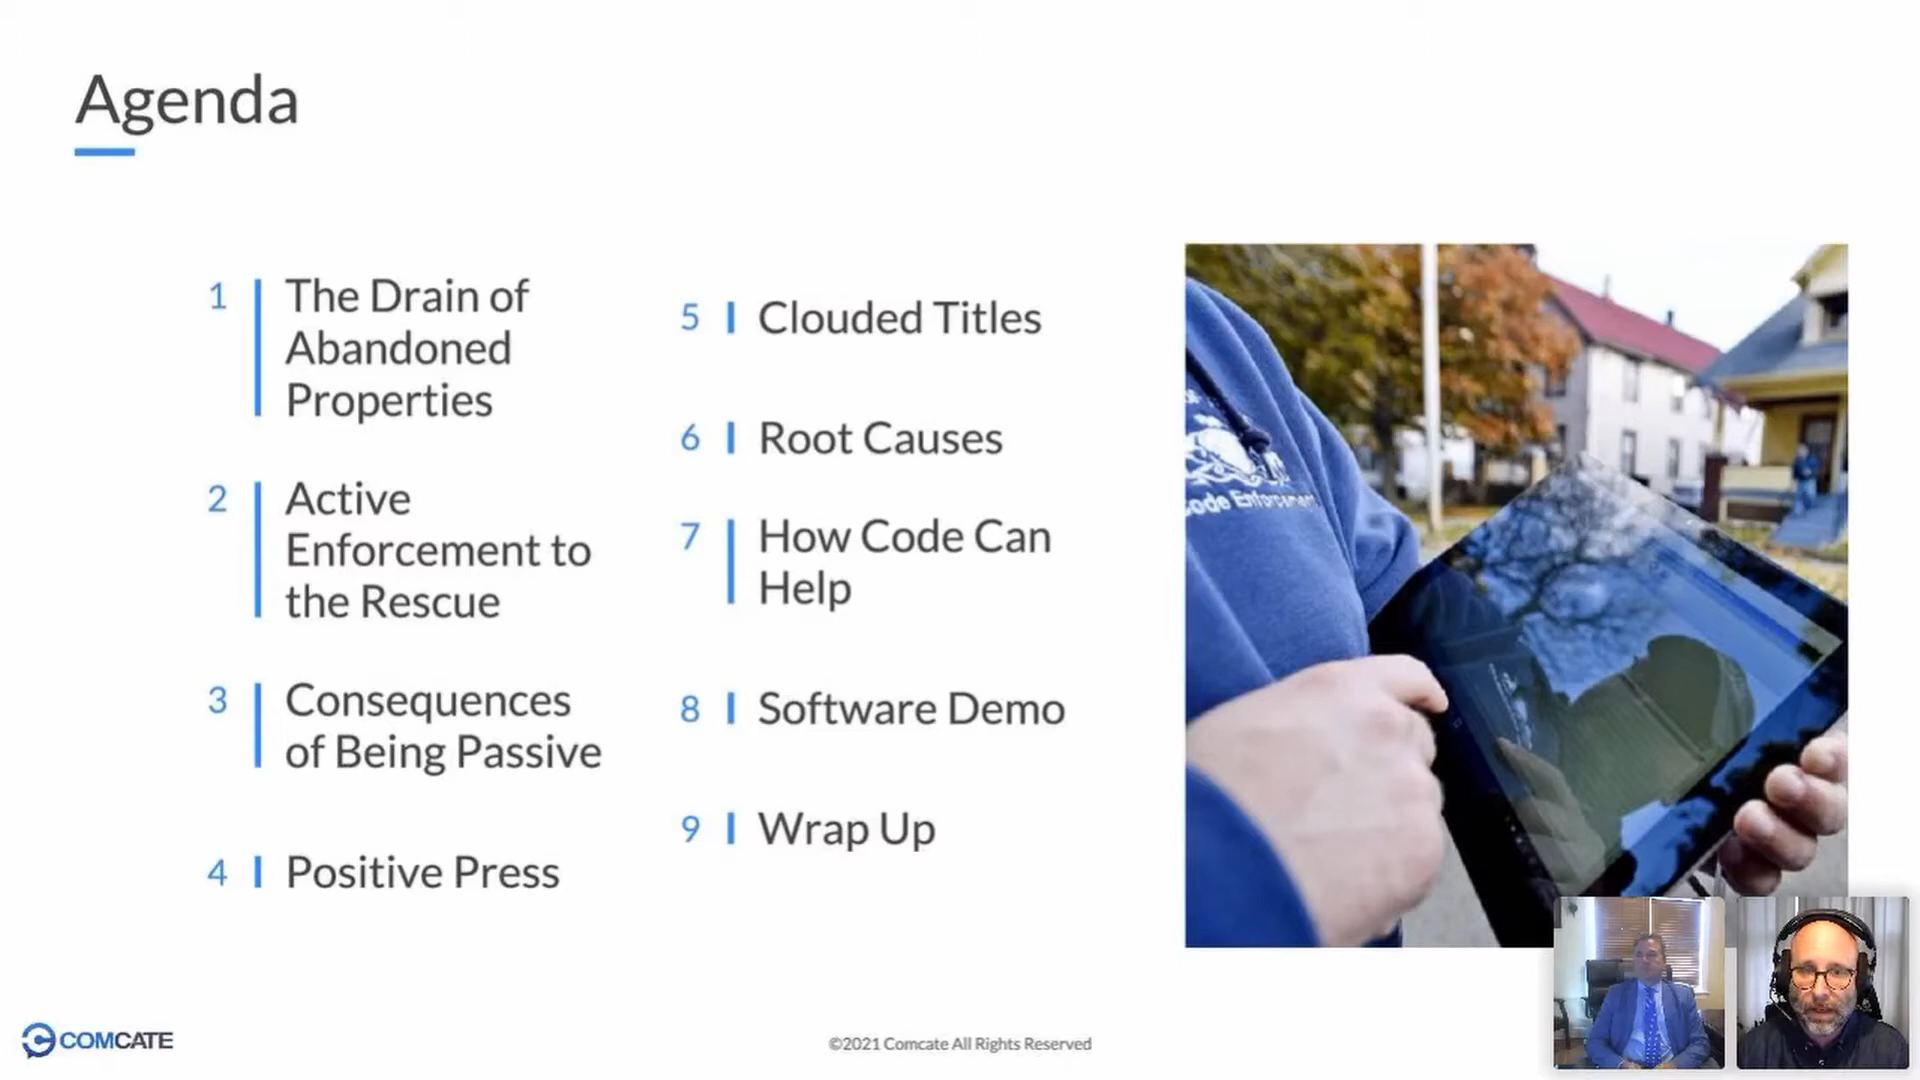 Agenda
1
The Drain of
Abandoned
Properties
2
Active
Enforcement to
the Rescue
3
Consequences
of Being Passive
4
Positive Press
5
Clouded Titles
6
Root Causes
7
How Code Can
Help
8
Software Demo
9
Wrap Up
Code Enforcement
COMCATE
©2021 Comcate All Rights Reserved